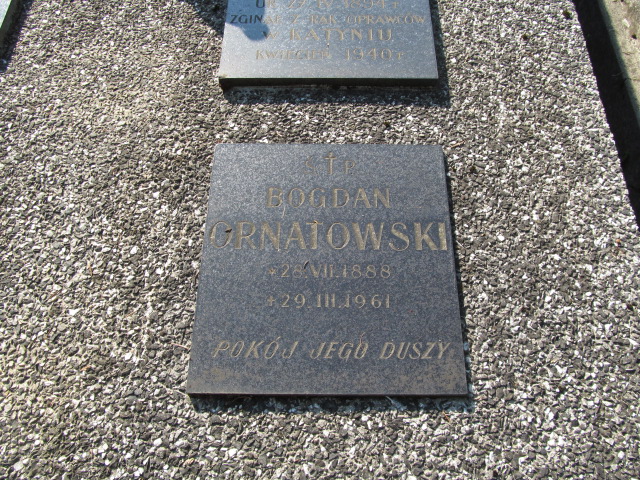 ZGINĄŁ Z RĄK OPRAWCÓW
W KATYNIU
KWIECIEŃ 1940 r.
Ś†P
BOGDAN
ORNATOWSKI
*28.VII.1888
+29.III.1961
POKÓJ JEGO DUSZY